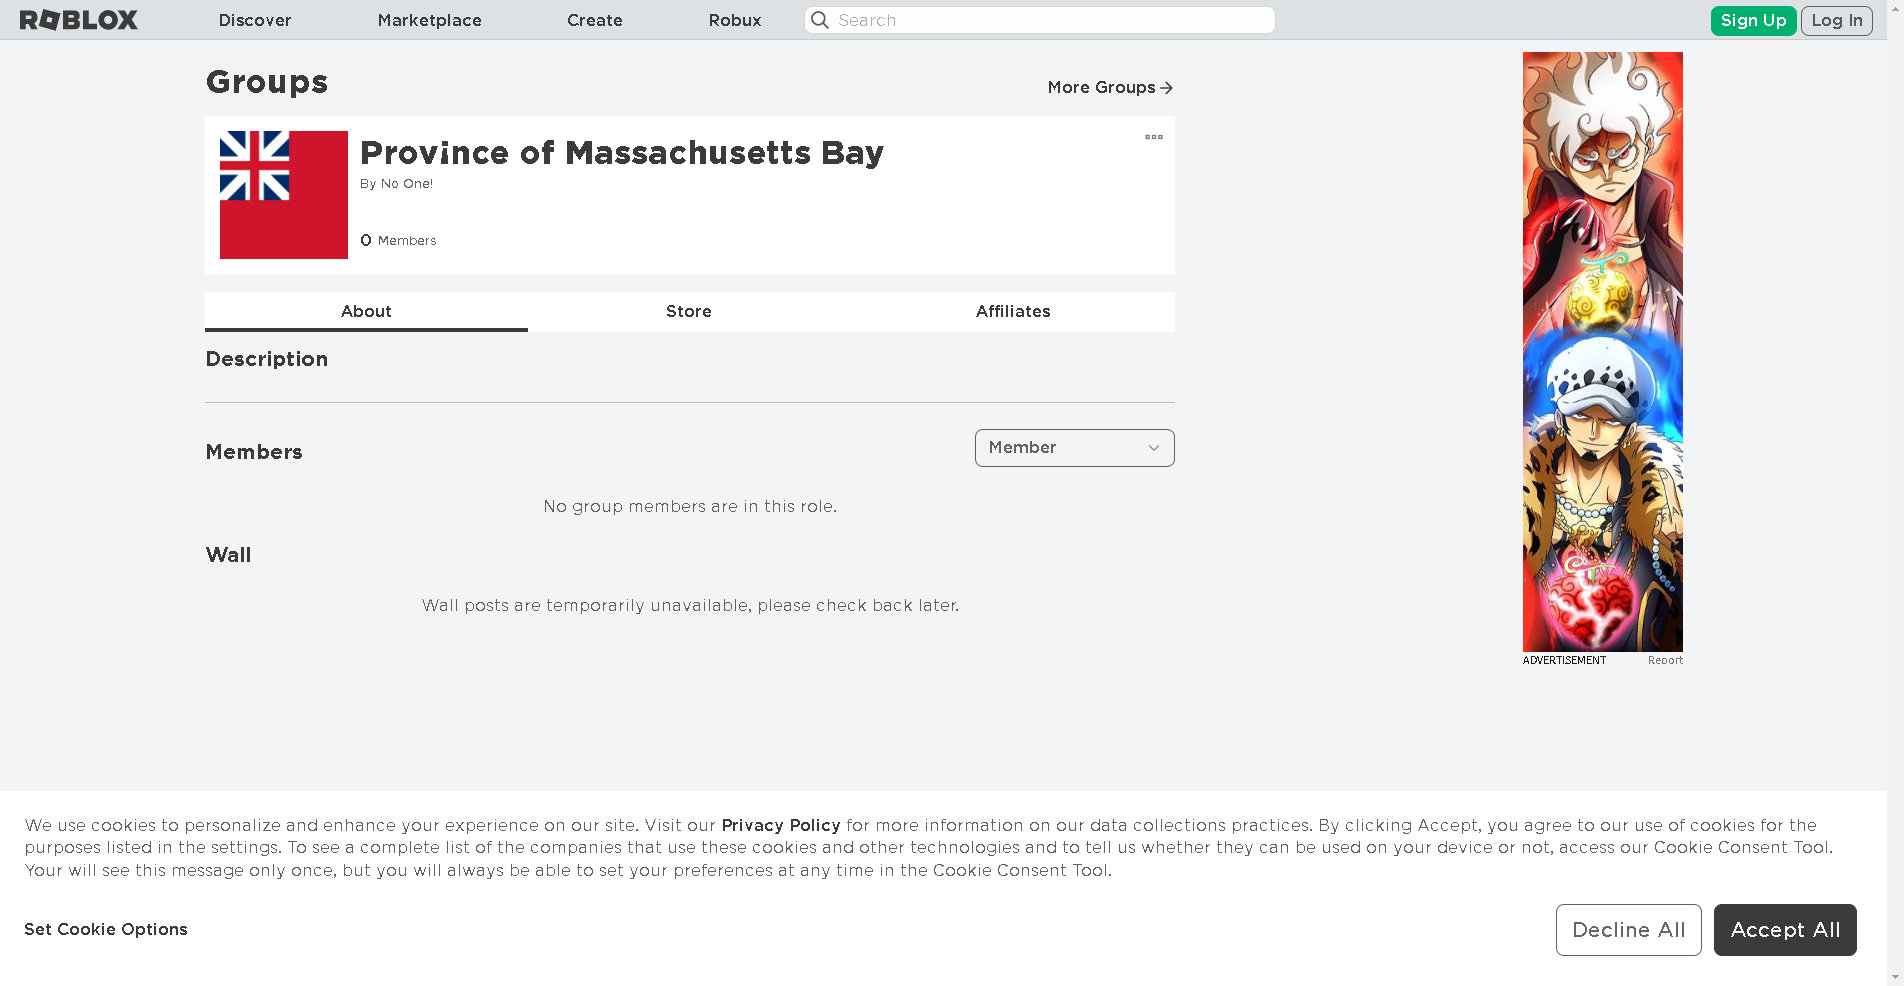 ROBLOX Discover Marketplace Create Robux Search Sign Up Log In
Groups
More Groups
Province of Massachusetts Bay
By No One!
0 Members
About Store Affiliates
Description
Members
Member
No group members are in this role.
Wall
Wall posts are temporarily unavailable, please check back later.
ADVERTISEMENT Report
We use cookies to personalize and enhance your experience on our site. Visit our Privacy Policy for more information on our data collections practices. By clicking Accept, you agree to our use of cookies for the
purposes listed in the settings. To see a complete list of the companies that use these cookies and other technologies and to tell us whether they can be used on your device or not, access our Cookie Consent Tool.
Your will see this message only once, but you will always be able to set your preferences at any time in the Cookie Consent Tool.
Set Cookie Options
Decline All Accept All